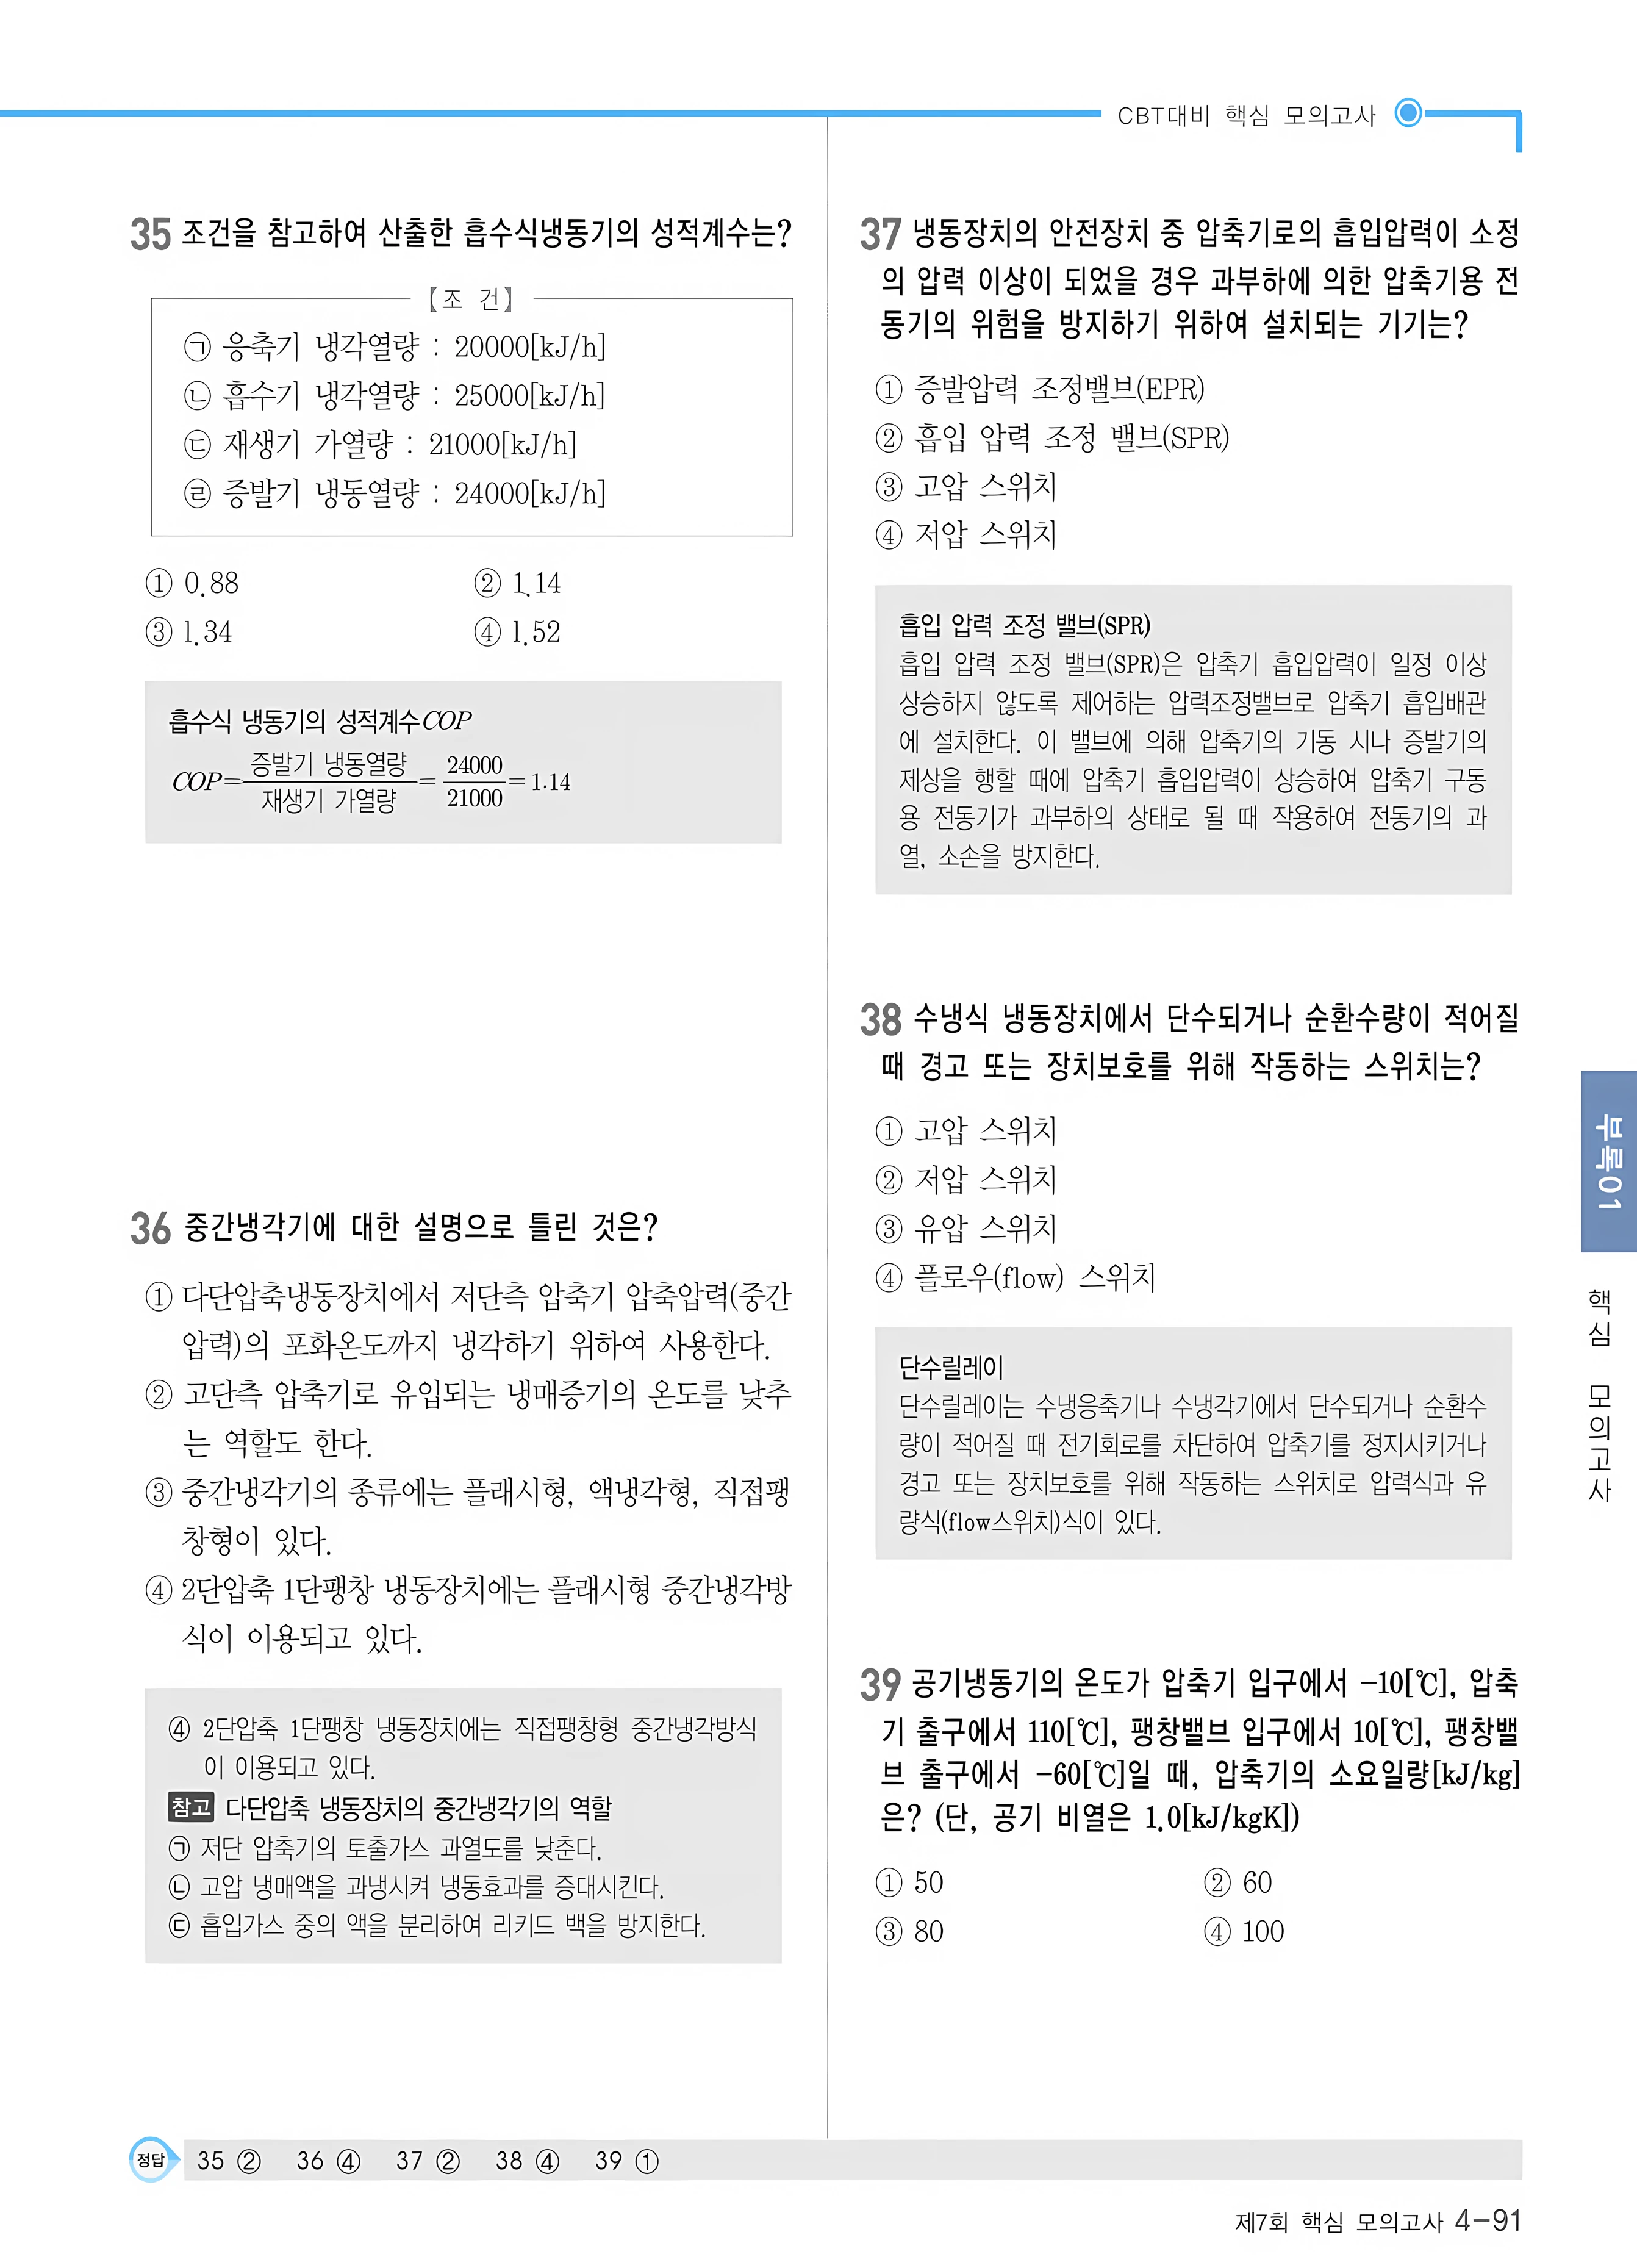 CBT대비 핵심 모의고사
35 조건을 참고하여 산출한 흡수식냉동기의 성적계수는?
【조 건】
㉠ 응축기 냉각열량 : 20000[kJ/h]
㉡ 흡수기 냉각열량 : 25000[kJ/h]
㉢ 재생기 가열량 : 21000[kJ/h]
㉣ 증발기 냉동열량 : 24000[kJ/h]
① 0.88 ② 1.14
③ 1.34 ④ 1.52
흡수식 냉동기의 성적계수COP
COP=증발기 냉동열량/재생기 가열량=24000/21000=1.14
36 중간냉각기에 대한 설명으로 틀린 것은?
① 다단압축냉동장치에서 저단측 압축기 압축압력(중간
압력)의 포화온도까지 냉각하기 위하여 사용한다.
② 고단측 압축기로 유입되는 냉매증기의 온도를 낮추
는 역할도 한다.
③ 중간냉각기의 종류에는 플래시형, 액냉각형, 직접팽
창형이 있다.
④ 2단압축 1단팽창 냉동장치에는 플래시형 중간냉각방
식이 이용되고 있다.
④ 2단압축 1단팽창 냉동장치에는 직접팽창형 중간냉각방식
이 이용되고 있다.
참고 다단압축 냉동장치의 중간냉각기의 역할
㉠ 저단 압축기의 토출가스 과열도를 낮춘다.
㉡ 고압 냉매액을 과냉시켜 냉동효과를 증대시킨다.
㉢ 흡입가스 중의 액을 분리하여 리키드 백을 방지한다.
37 냉동장치의 안전장치 중 압축기로의 흡입압력이 소정
의 압력 이상이 되었을 경우 과부하에 의한 압축기용 전
동기의 위험을 방지하기 위하여 설치되는 기기는?
① 증발압력 조정밸브(EPR)
② 흡입 압력 조정 밸브(SPR)
③ 고압 스위치
④ 저압 스위치
흡입 압력 조정 밸브(SPR)
흡입 압력 조정 밸브(SPR)은 압축기 흡입압력이 일정 이상
상승하지 않도록 제어하는 압력조정밸브로 압축기 흡입배관
에 설치한다. 이 밸브에 의해 압축기의 기동 시나 증발기의
제상을 행할 때에 압축기 흡입압력이 상승하여 압축기 구동
용 전동기가 과부하의 상태로 될 때 작용하여 전동기의 과
열, 소손을 방지한다.
38 수냉식 냉동장치에서 단수되거나 순환수량이 적어질
때 경고 또는 장치보호를 위해 작동하는 스위치는?
① 고압 스위치
② 저압 스위치
③ 유압 스위치
④ 플로우(flow) 스위치
단수릴레이
단수릴레이는 수냉응축기나 수냉각기에서 단수되거나 순환수
량이 적어질 때 전기회로를 차단하여 압축기를 정지시키거나
경고 또는 장치보호를 위해 작동하는 스위치로 압력식과 유
량식(flow스위치)식이 있다.
39 공기냉동기의 온도가 압축기 입구에서 -10[℃], 압축
기 출구에서 110[℃], 팽창밸브 입구에서 10[℃], 팽창밸
브 출구에서 -60[℃]일 때, 압축기의 소요일량[kJ/kg]
은? (단, 공기 비열은 1.0[kJ/kgK])
① 50 ② 60
③ 80 ④ 100
부록01
핵심 모의고사
정답 35 ② 36 ④ 37 ② 38 ④ 39 ①
제7회 핵심 모의고사 4-91